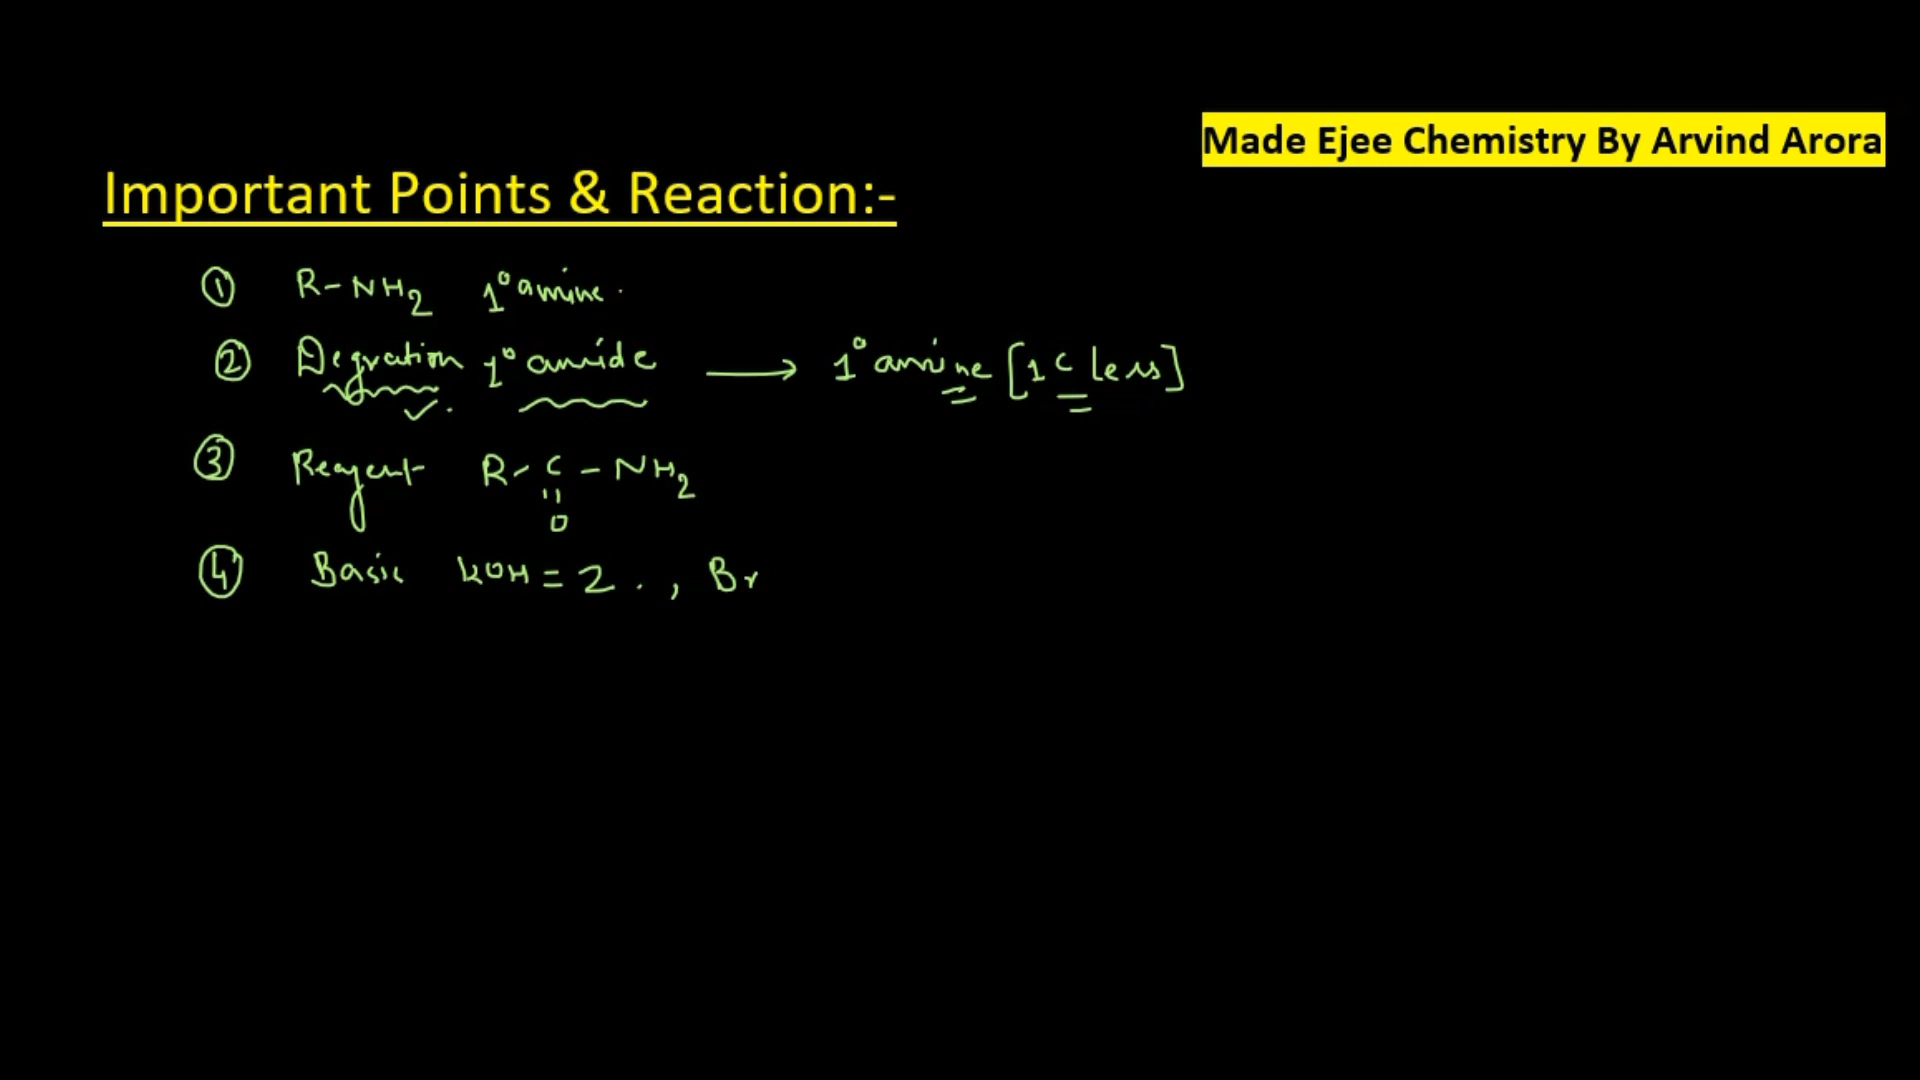 Made Ejee Chemistry By Arvind Arora
Important Points & Reaction:-
① R-NH2 1° amine.
② Degration 1° amide ⟶ 1° amine [1 C less]
③ Reagent R-C-NH2
"
O
④ Basic KOH = 2 . , Br